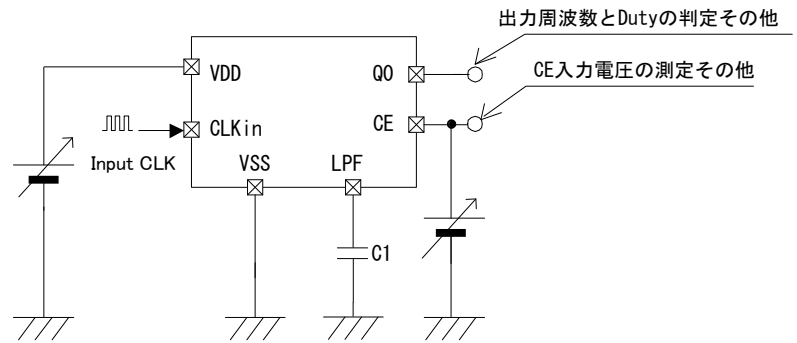 出力周波数とDutyの判定その他
VDD
Q0
CE入力電圧の測定その他
CLKin
CE
Input CLK
VSS
LPF
C1